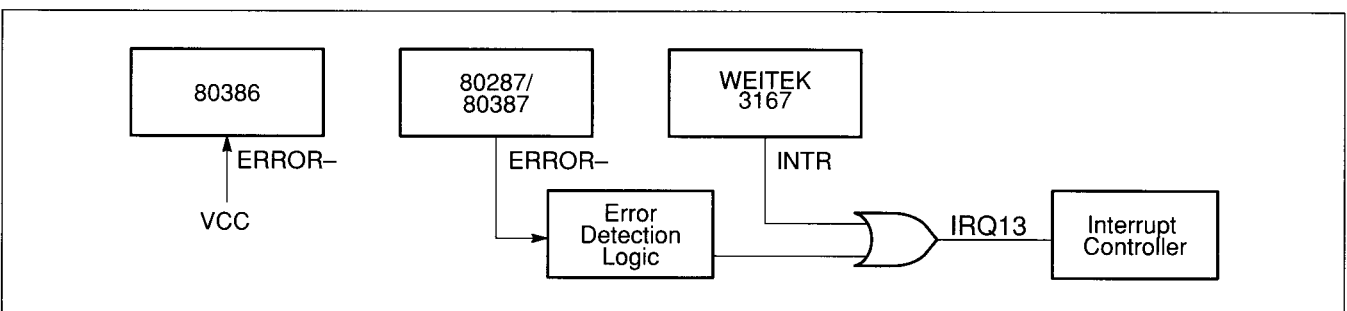 80386
80287/
80387
WEITEK
3167
ERROR–
ERROR–
INTR
VCC
Error
Detection
Logic
IRQ13
Interrupt
Controller